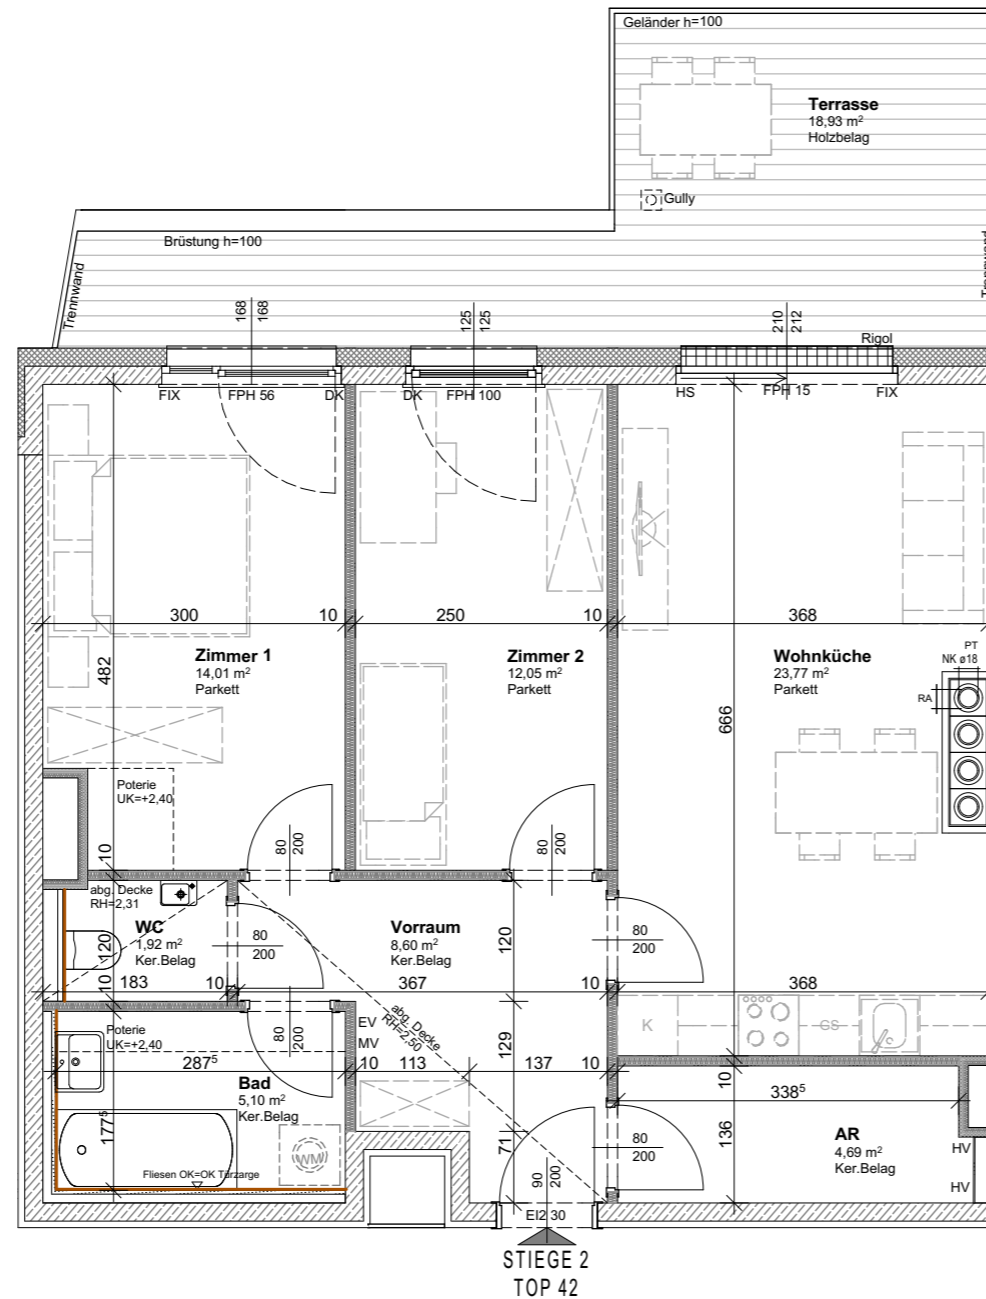 Geländer h=100
Terrasse
18,93 m²
Holzbelag
Gully
Brüstung h=100
Trennwand
Trennwand
168
168
125
125
210
212
Rigol
FIX
FPH 56
DK
DK
FPH 100
HS
FPH 15
FIX
300
10
250
10
368
482
Zimmer 1
14,01 m²
Parkett
Zimmer 2
12,05 m²
Parkett
Wohnküche
23,77 m²
Parkett
PT
NK ø18
RA
666
Poterie
UK=+2,40
10
80
200
80
200
abg. Decke
RH=2,31
WC
1,92 m²
Ker.Belag
120
80
200
Vorraum
8,60 m²
Ker.Belag
120
80
200
10
183
10
367
10
368
abg. Decke
RH=2,50
Poterie
UK=+2,40
80
200
EV
MV
129
K
GS
287⁵
10
113
137
10
10
338⁵
Bad
5,10 m²
Ker.Belag
177⁵
WM
Fliesen OK=OK Türzarge
71
90
200
80
200
136
AR
4,69 m²
Ker.Belag
HV
HV
EI2 30
STIEGE 2
TOP 42